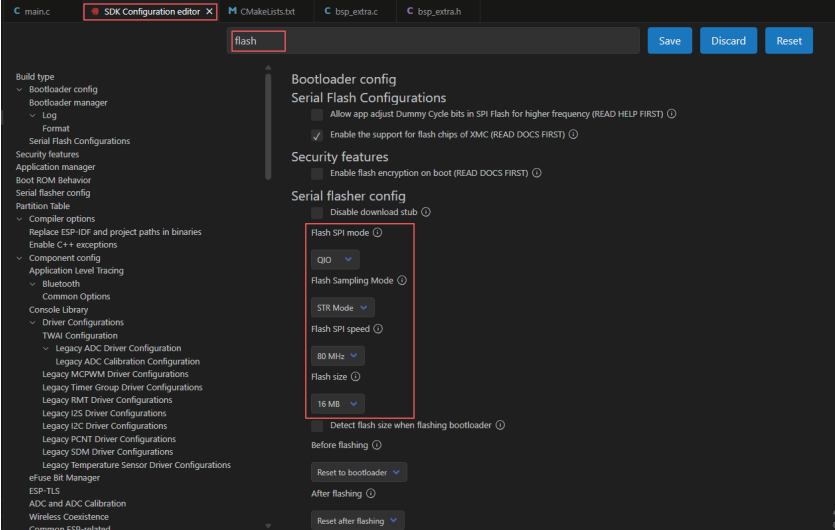 C main.c
SDK Configuration editor ×
M CMakeLists.txt
C bsp_extra.c
C bsp_extra.h
flash
Save
Discard
Reset
Build type
Bootloader config
Bootloader manager
Log
Format
Serial Flash Configurations
Security features
Application manager
Boot ROM Behavior
Serial flasher config
Partition Table
Compiler options
Replace ESP-IDF and project paths in binaries
Enable C++ exceptions
Component config
Application Level Tracing
Bluetooth
Common Options
Console Library
Driver Configurations
TWAI Configuration
Legacy ADC Driver Configuration
Legacy ADC Calibration Configuration
Legacy MCPWM Driver Configurations
Legacy Timer Group Driver Configurations
Legacy RMT Driver Configurations
Legacy I2S Driver Configurations
Legacy I2C Driver Configurations
Legacy PCNT Driver Configurations
Legacy SDM Driver Configurations
Legacy Temperature Sensor Driver Configurations
eFuse Bit Manager
ESP-TLS
ADC and ADC Calibration
Wireless Coexistence
Common ESP-related
Bootloader config
Serial Flash Configurations
Allow app adjust Dummy Cycle bits in SPI Flash for higher frequency (READ HELP FIRST)
Enable the support for flash chips of XMC (READ DOCS FIRST)
Security features
Enable flash encryption on boot (READ DOCS FIRST)
Serial flasher config
Disable download stub
Flash SPI mode
QIO
Flash Sampling Mode
STR Mode
Flash SPI speed
80 MHz
Flash size
16 MB
Detect flash size when flashing bootloader
Before flashing
Reset to bootloader
After flashing
Reset after flashing